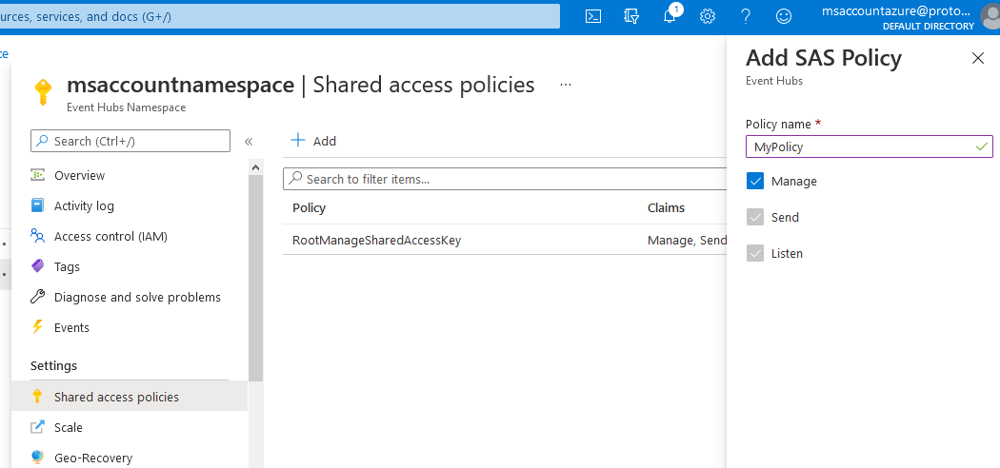 urces, services, and docs (G+/)
1
msaccountazure@proto...
DEFAULT DIRECTORY
ce
msaccountnamespace | Shared access policies ...
Event Hubs Namespace
Search (Ctrl+/)
«
Overview
Activity log
Access control (IAM)
Tags
Diagnose and solve problems
Events
Settings
Shared access policies
Scale
Geo-Recovery
+ Add
Search to filter items...
Policy Claims
RootManageSharedAccessKey Manage, Send
Add SAS Policy
Event Hubs
Policy name *
MyPolicy
Manage
Send
Listen